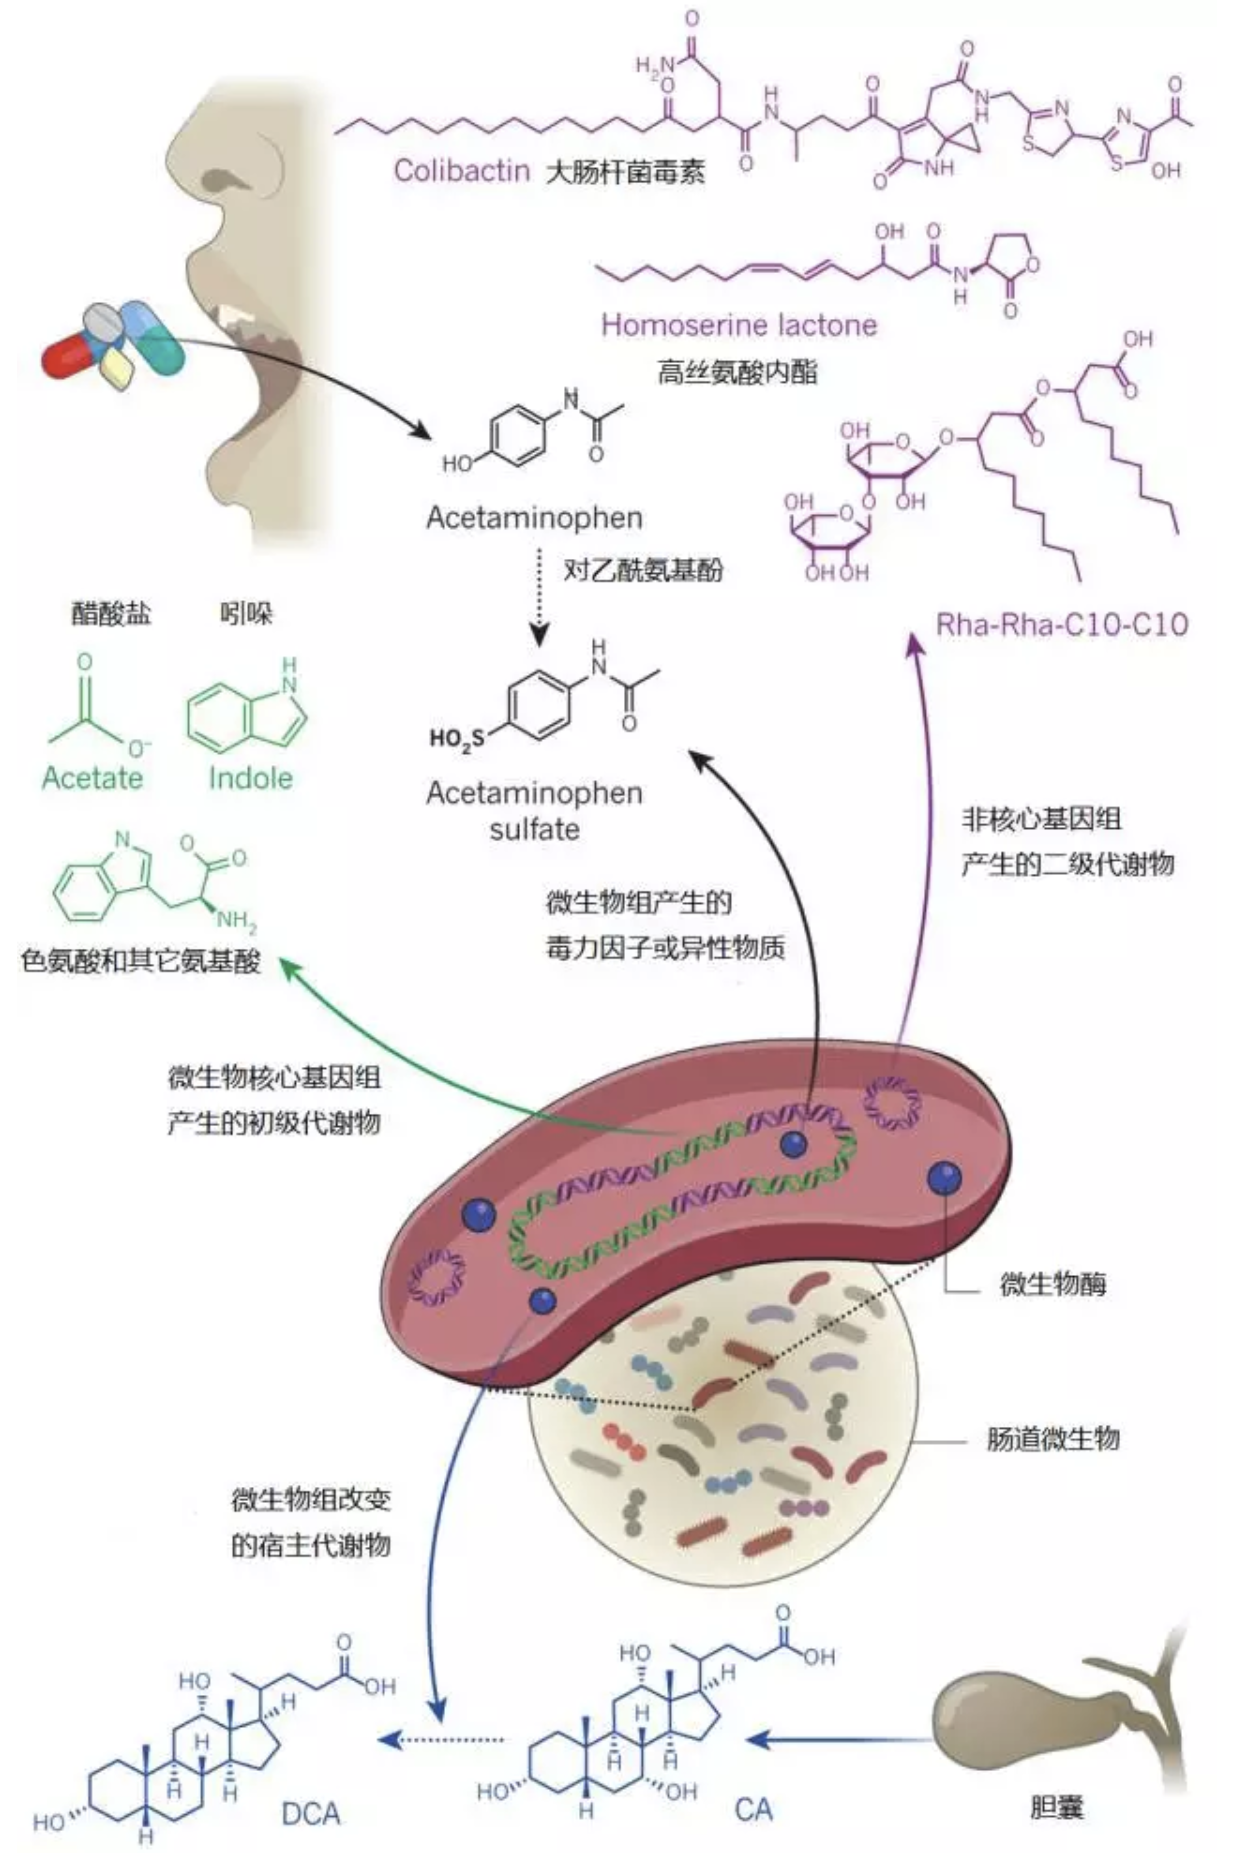 Colibactin 大肠杆菌毒素
Homoserine lactone
高丝氨酸内酯
Acetaminophen
对乙酰氨基酚
Rha-Rha-C10-C10
醋酸盐 吲哚
Acetate Indole
HO₂S
Acetaminophen
sulfate
色氨酸和其它氨基酸
非核心基因组
产生的二级代谢物
微生物组产生的
毒力因子或异性物质
微生物核心基因组
产生的初级代谢物
微生物酶
肠道微生物
微生物组改变
的宿主代谢物
DCA
CA
胆囊